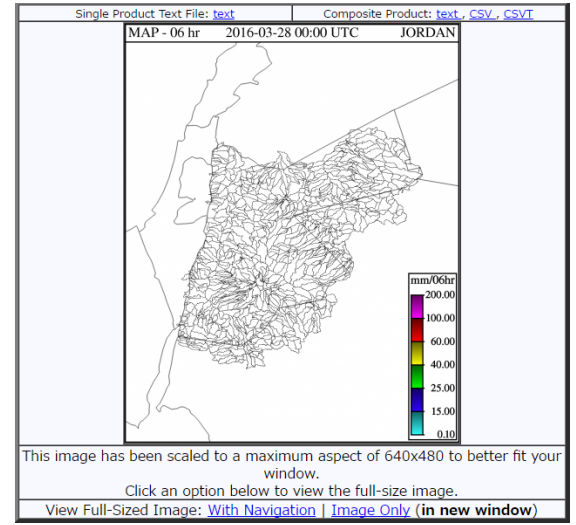 Single Product Text File: text
Composite Product: text , CSV , CSVT
MAP - 06 hr 2016-03-28 00:00 UTC JORDAN
mm/06hr
200.00
100.00
60.00
40.00
25.00
15.00
0.10
This image has been scaled to a maximum aspect of 640x480 to better fit your
window.
Click an option below to view the full-size image.
View Full-Sized Image: With Navigation | Image Only (in new window)